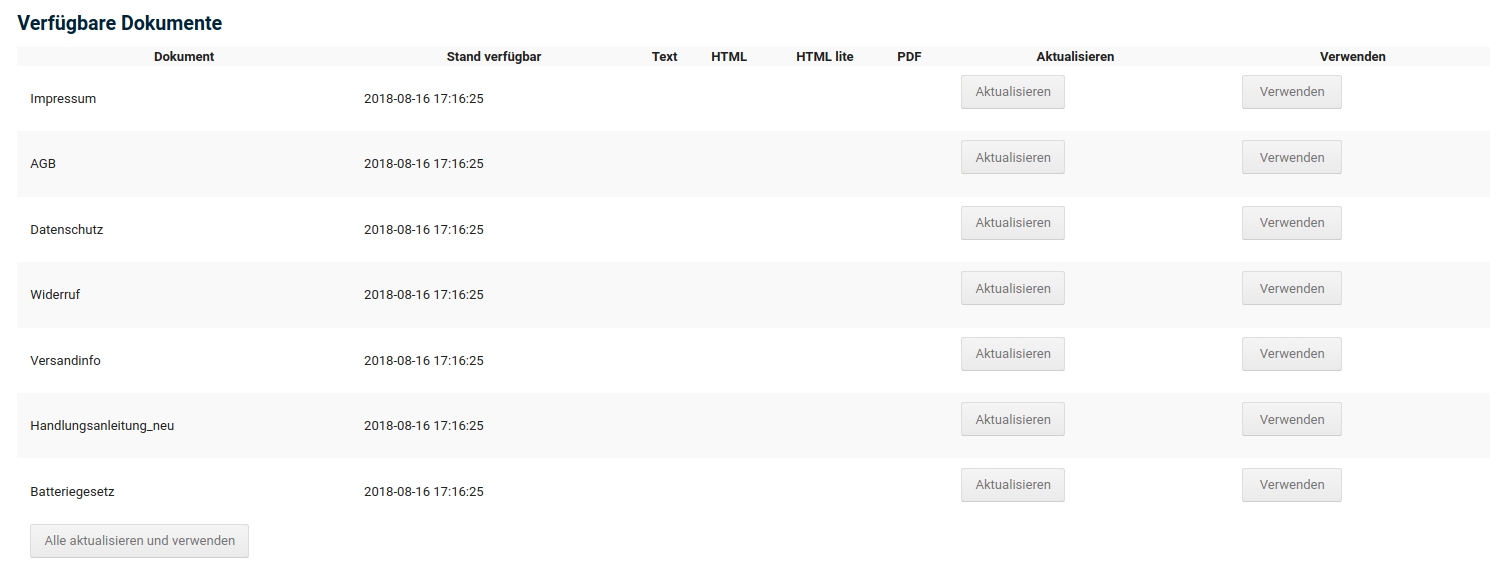 Verfügbare Dokumente
Dokument Stand verfügbar Text HTML HTML lite PDF Aktualisieren Verwenden
Impressum 2018-08-16 17:16:25 Aktualisieren Verwenden
AGB 2018-08-16 17:16:25 Aktualisieren Verwenden
Datenschutz 2018-08-16 17:16:25 Aktualisieren Verwenden
Widerruf 2018-08-16 17:16:25 Aktualisieren Verwenden
Versandinfo 2018-08-16 17:16:25 Aktualisieren Verwenden
Handlungsanleitung_neu 2018-08-16 17:16:25 Aktualisieren Verwenden
Batteriegesetz 2018-08-16 17:16:25 Aktualisieren Verwenden
Alle aktualisieren und verwenden